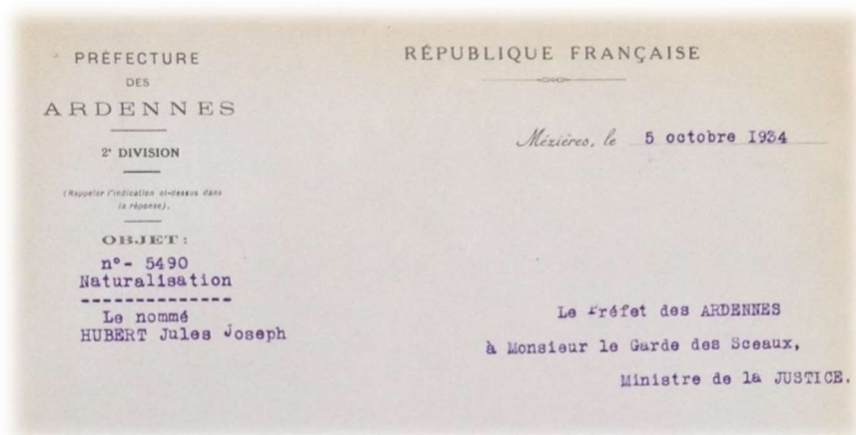 PRÉFECTURE
DES
ARDENNES
2e DIVISION
(Rappeler l'indication ci-dessus dans
la réponse).
OBJET :
n°- 5490
Naturalisation
--------------
Le nommé
HUBERT Jules Joseph
RÉPUBLIQUE FRANÇAISE
Mézières, le 5 octobre 1934
Le Préfet des ARDENNES
à Monsieur le Garde des Sceaux,
Ministre de la JUSTICE.